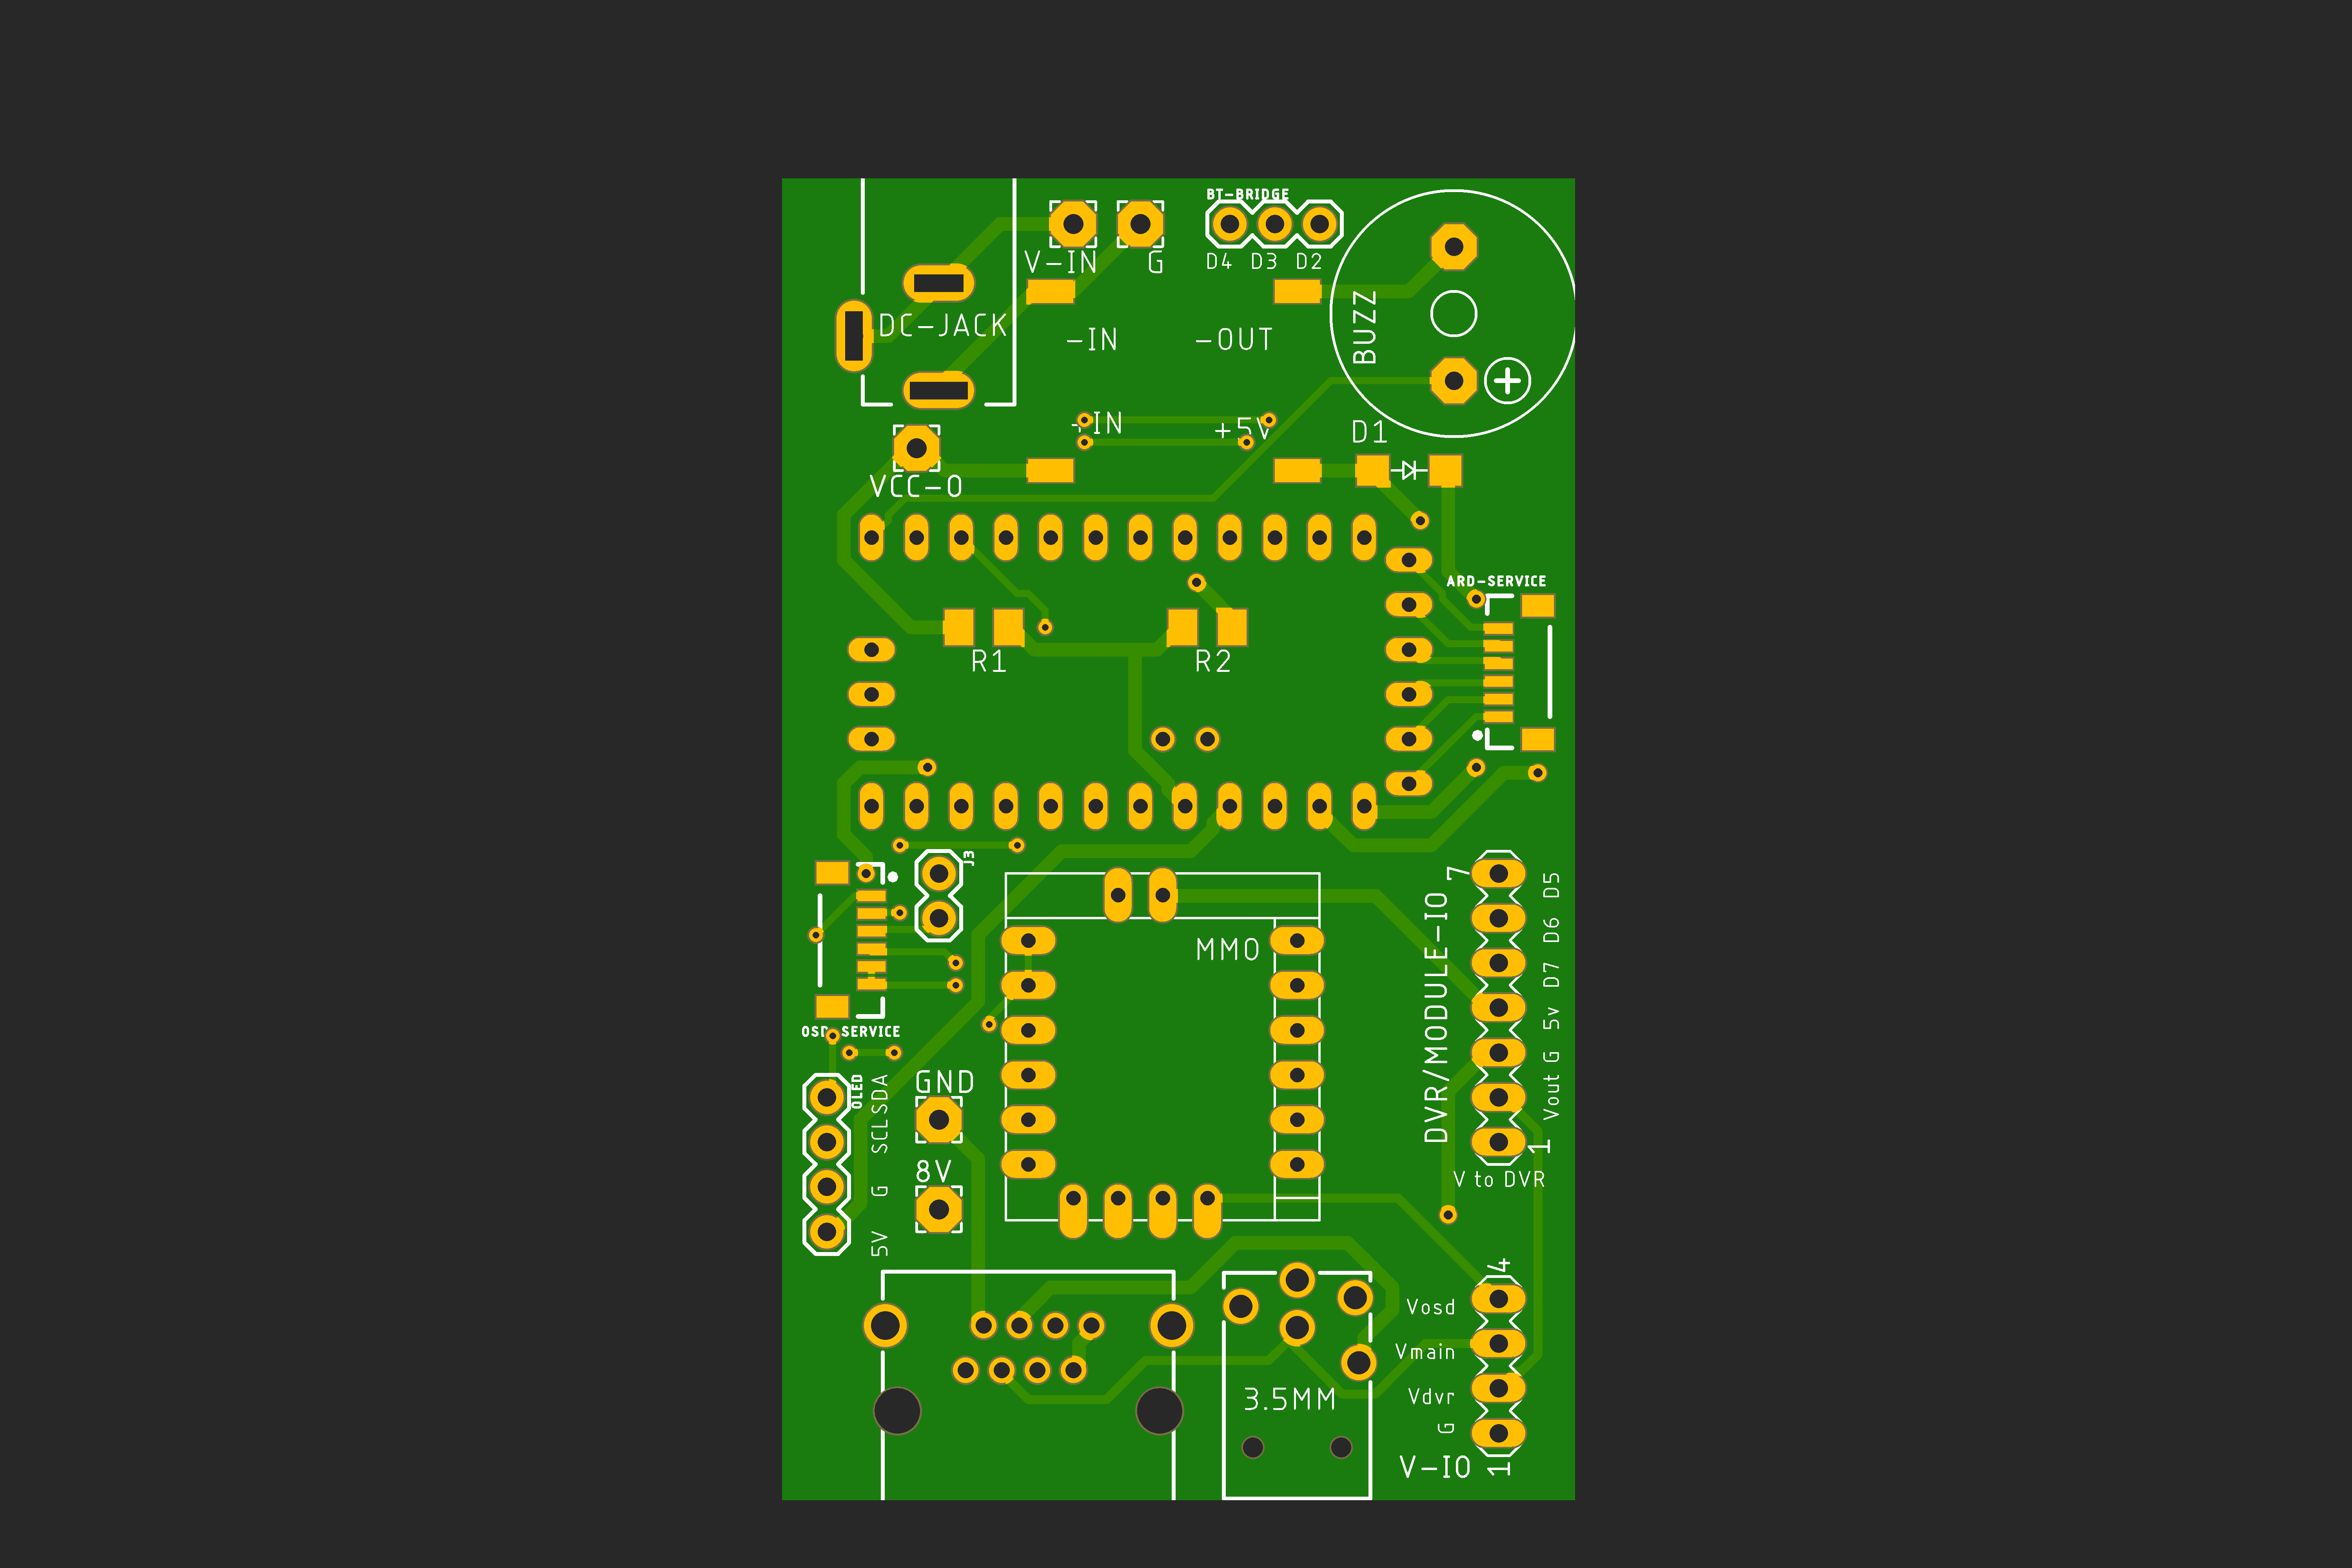 BT-BRIDGE
V-IN G
D4 D3 D2
DC-JACK
-IN -OUT
BUZZ
+
+IN
+5V
D1
VCC-O
ARD-SERVICE
R1
R2
J3
7
D5
D6
D7
5v
G
Vout
DVR/MODULE-IO
MMO
OSD-SERVICE
OLED
SDA
SCL
G
5V
GND
8V
1
V to DVR
4
Vosd
Vmain
Vdvr
G
3.5MM
V-IO
1